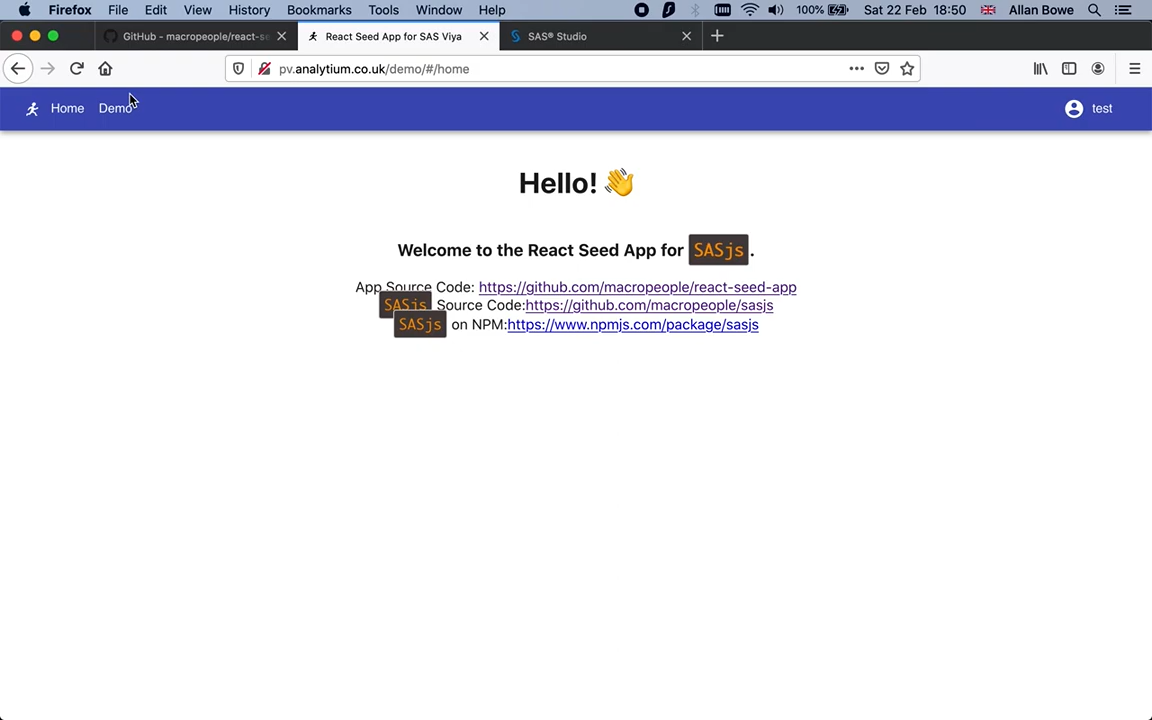 Firefox File Edit View History Bookmarks Tools Window Help 100% Sat 22 Feb 18:50 Allan Bowe
GitHub - macropeople/react-se React Seed App for SAS Viya SAS® Studio
pv.analytium.co.uk/demo/#/home
Home Demo test
Hello! 👋
Welcome to the React Seed App for SASjs.
App Source Code: https://github.com/macropeople/react-seed-app
SASjs Source Code:https://github.com/macropeople/sasjs
SASjs on NPM:https://www.npmjs.com/package/sasjs